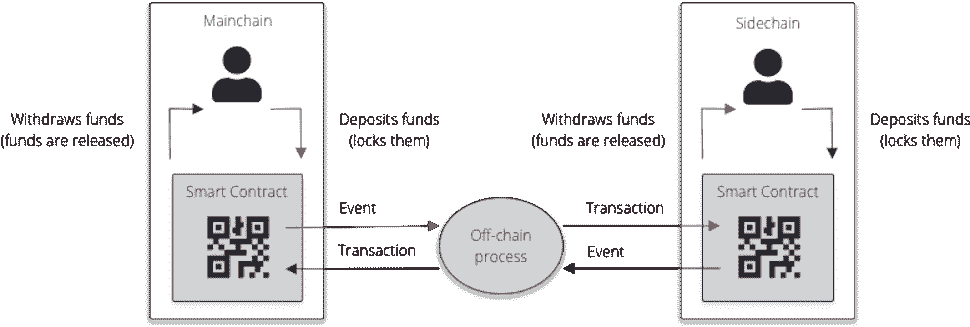 Mainchain
Sidechain
Withdraws funds
(funds are released)
Deposits funds
(locks them)
Withdraws funds
(funds are released)
Deposits funds
(locks them)
Smart Contract
Smart Contract
Event
Transaction
Off-chain
process
Transaction
Event